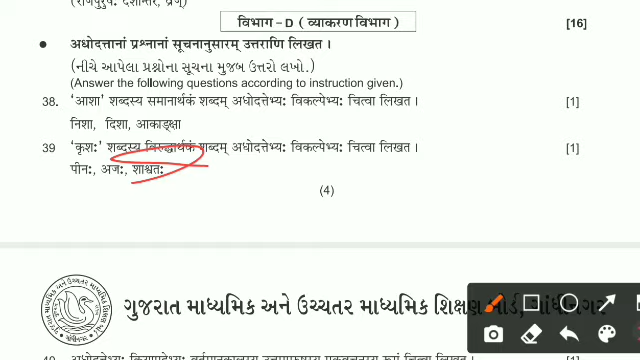 विभाग - D ( व्याकरण विभाग )
[16]
● अधोदत्तानां प्रश्नानां सूचनानुसारम् उत्तराणि लिखत ।
(નીચે આપેલા પ્રશ્નોના સૂચના મુજબ ઉત્તરો લખો.)
(Answer the following questions according to instruction given.)
38. 'आशा' शब्दस्य समानार्थकं शब्दम् अधोदत्तेभ्यः विकल्पेभ्यः चित्वा लिखत । [1]
निशा, दिशा, आकाङ्क्षा
39 'कृशः' शब्दस्य विरुद्धार्थकं शब्दम् अधोदत्तेभ्यः विकल्पेभ्यः चित्वा लिखत । [1]
पीनः, अजः, शाश्वतः
(4)
ગુજરાત માધ્યમિક અને ઉચ્ચતર માધ્યમિક શિક્ષણ બોર્ડ, ગાંધીનગર